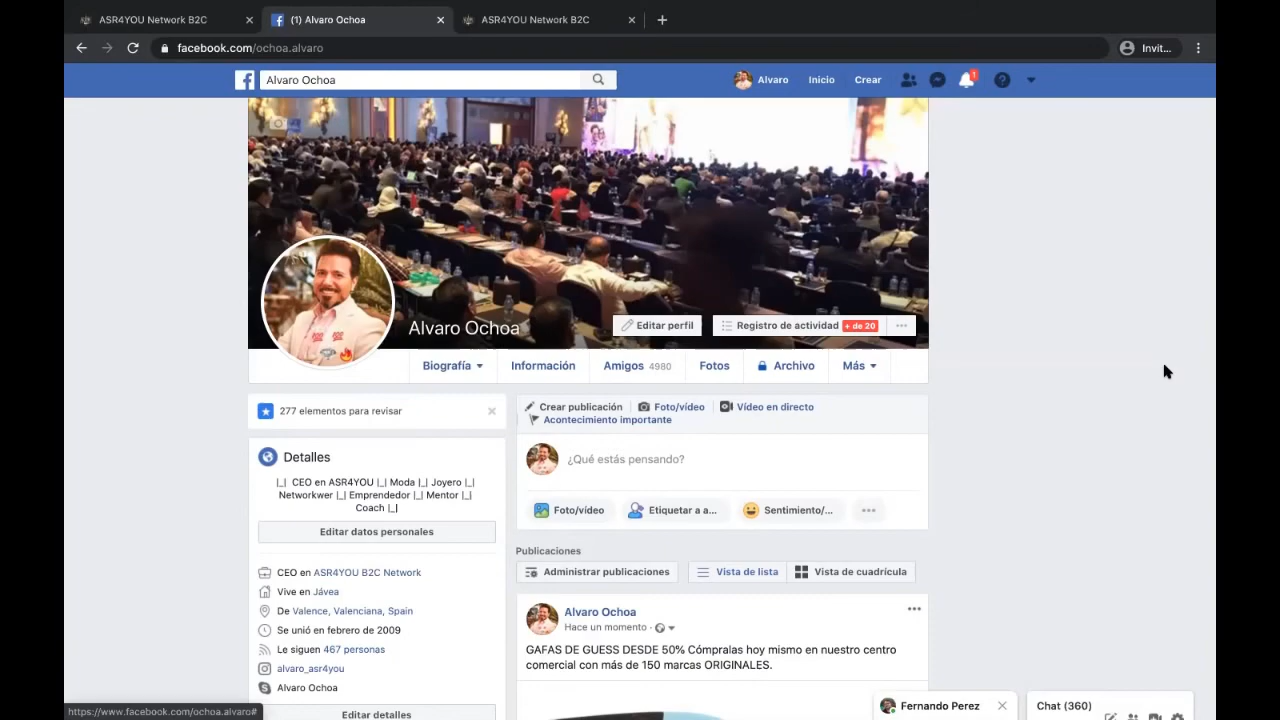 ASR4YOU Network B2C
(1) Alvaro Ochoa
ASR4YOU Network B2C
facebook.com/ochoa.alvaro
Invit...
Alvaro Ochoa
Alvaro
Inicio
Crear
1
Alvaro Ochoa
Editar perfil
Registro de actividad + de 20
Biografía
Información
Amigos 4980
Fotos
Archivo
Más
277 elementos para revisar
Crear publicación
Foto/vídeo
Vídeo en directo
Acontecimiento importante
¿Qué estás pensando?
Foto/vídeo
Etiquetar a a...
Sentimiento/...
Detalles
|_| CEO en ASR4YOU |_| Moda |_| Joyero |_|
Networkwer |_| Emprendedor |_| Mentor |_|
Coach |_|
Editar datos personales
CEO en ASR4YOU B2C Network
Vive en Jávea
De Valence, Valenciana, Spain
Se unió en febrero de 2009
Le siguen 467 personas
alvaro_asr4you
Alvaro Ochoa
Editar detalles
Publicaciones
Administrar publicaciones
Vista de lista
Vista de cuadrícula
Alvaro Ochoa
Hace un momento ·
GAFAS DE GUESS DESDE 50% Cómpralas hoy mismo en nuestro centro
comercial con más de 150 marcas ORIGINALES.
Fernando Perez
Chat (360)
https://www.facebook.com/ochoa.alvaro#